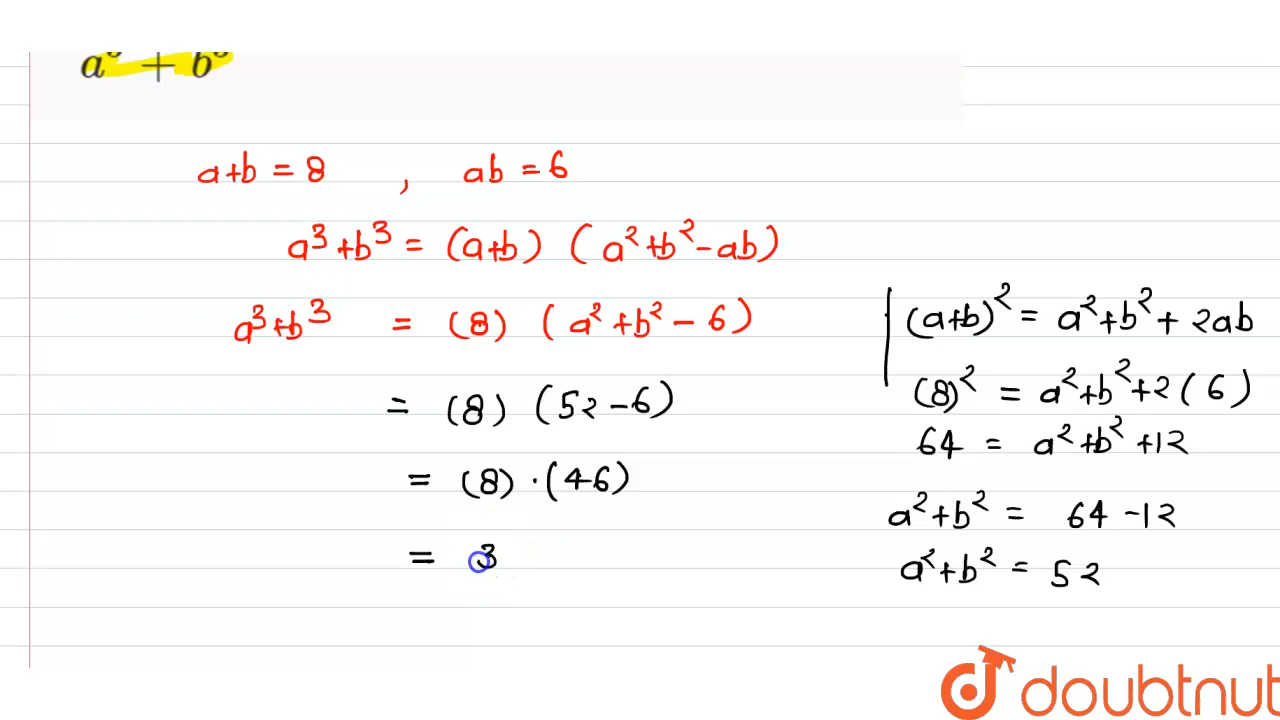 a³ + b³
a+b = 8 , ab = 6
a³+b³ = (a+b) (a²+b²-ab)
a³+b³ = (8) (a²+b²-6)
= (8) (52-6)
= (8)·(46)
= 3
(a+b)² = a²+b²+2ab
(8)² = a²+b²+2(6)
64 = a²+b²+12
a²+b² = 64-12
a²+b² = 52
doubtnut